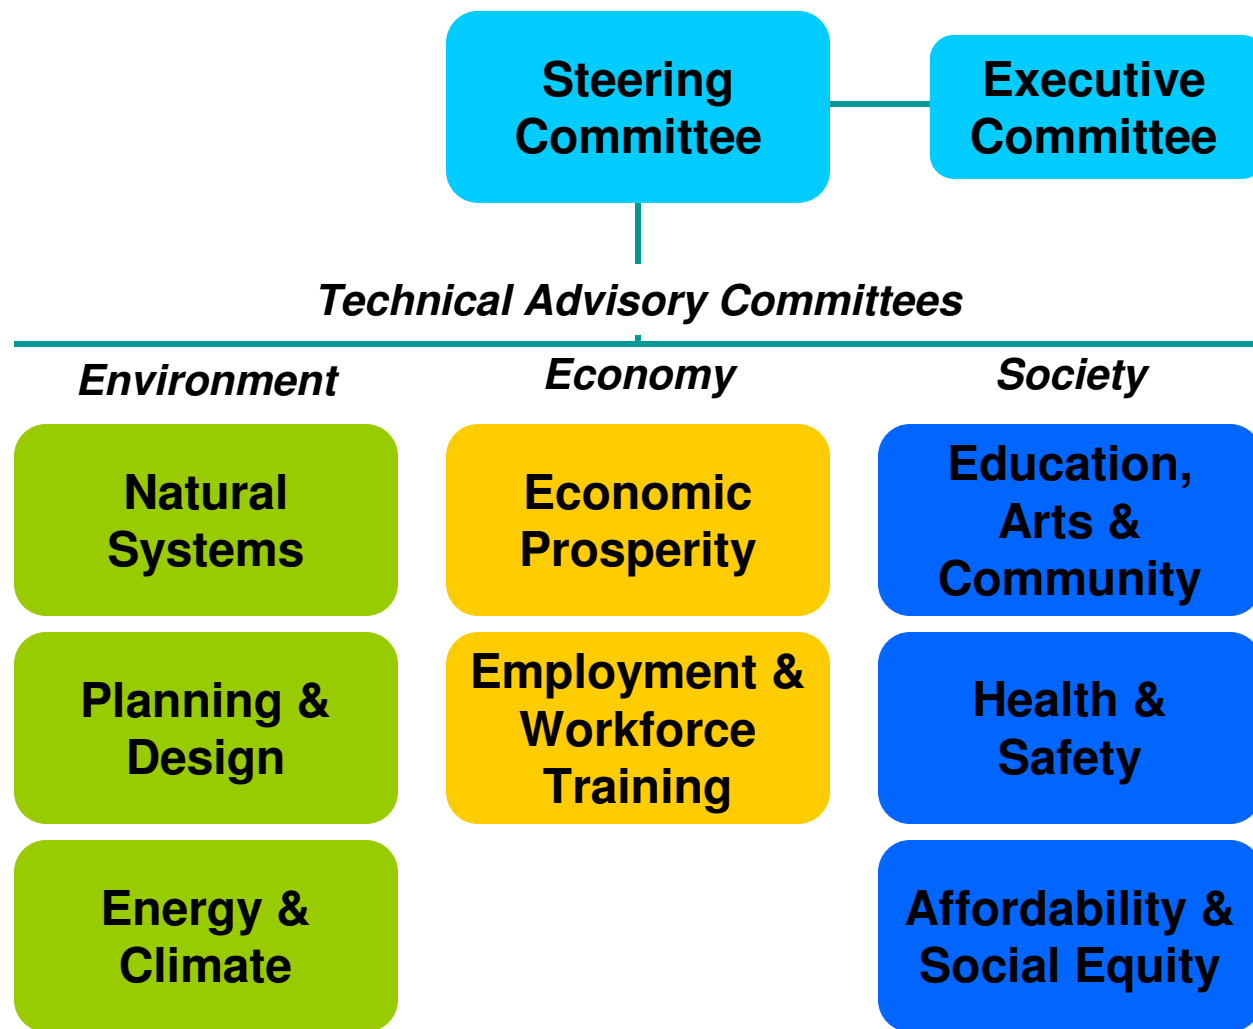 Steering
Committee
Executive
Committee
Technical Advisory Committees
Environment
Economy
Society
Natural
Systems
Economic
Prosperity
Education,
Arts &
Community
Planning &
Design
Employment &
Workforce
Training
Health &
Safety
Energy &
Climate
Affordability &
Social Equity